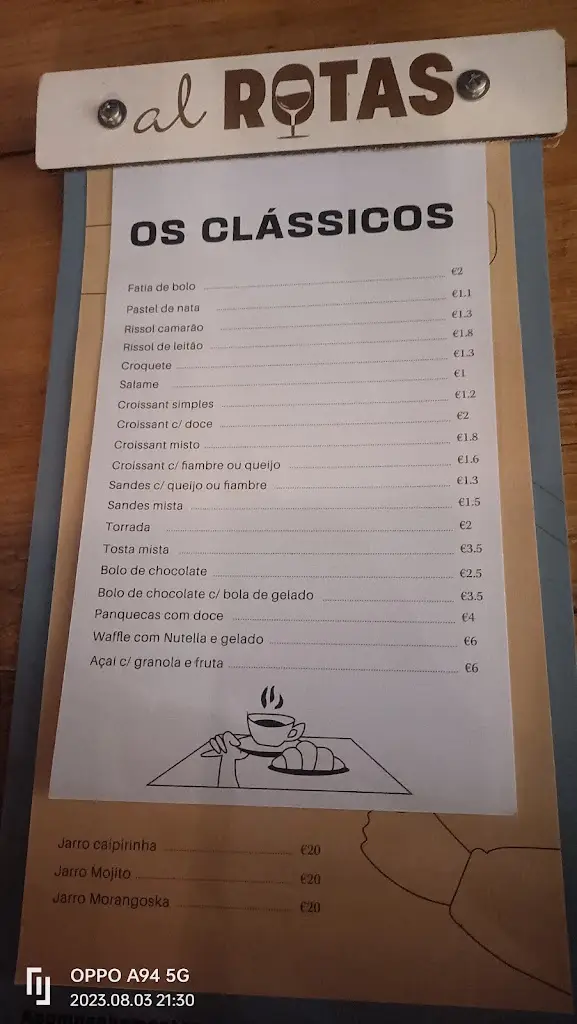 al ROTAS
OS CLÁSSICOS
Fatia de bolo €2
Pastel de nata €1.1
Rissol camarão €1.3
Rissol de leitão €1.8
Croquete €1.3
Salame €1
Croissant simples €1.2
Croissant c/ doce €2
Croissant misto €1.8
Croissant c/ fiambre ou queijo €1.6
Sandes c/ queijo ou fiambre €1.3
Sandes mista €1.5
Torrada €2
Tosta mista €3.5
Bolo de chocolate €2.5
Bolo de chocolate c/ bola de gelado €3.5
Panquecas com doce €4
Waffle com Nutella e gelado €6
Açaí c/ granola e fruta €6
Jarro caipirinha €20
Jarro Mojito €20
Jarro Morangoska €20
OPPO A94 5G
2023.08.03 21:30